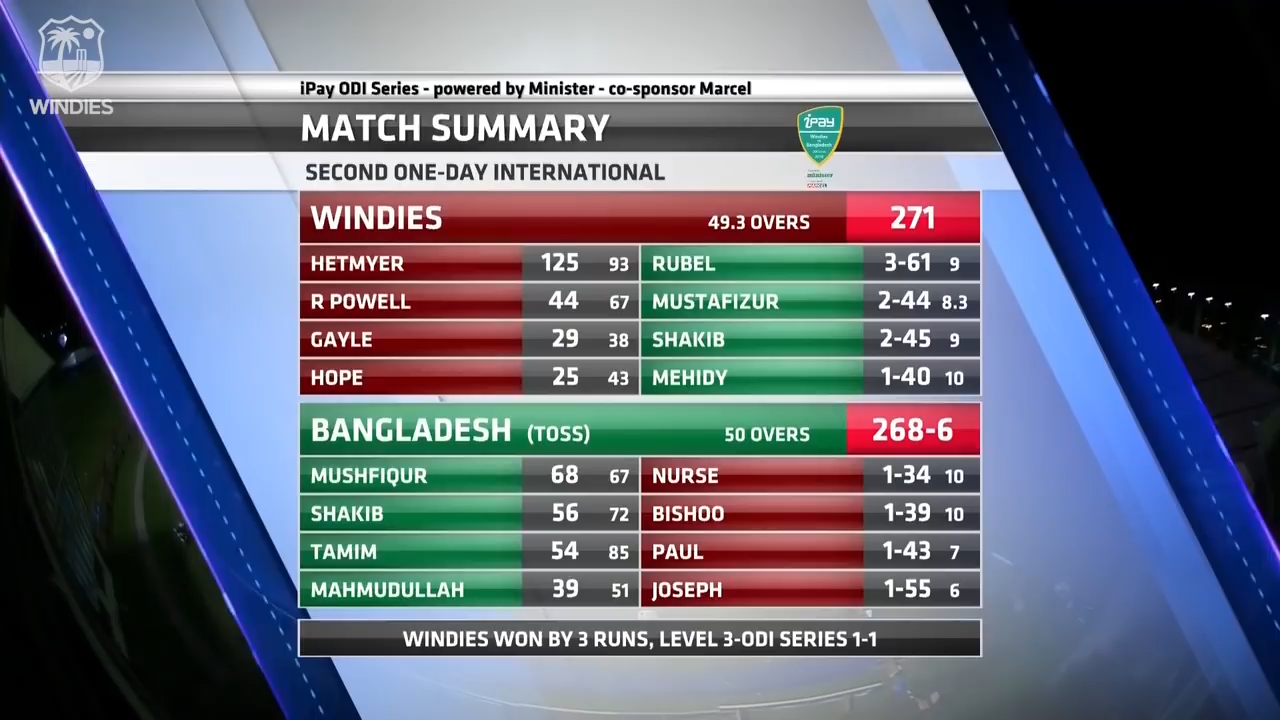 WINDIES
iPay ODI Series - powered by Minister - co-sponsor Marcel
MATCH SUMMARY
iPay
Windies
Bangladesh
SECOND ONE-DAY INTERNATIONAL
WINDIES 49.3 OVERS 271
HETMYER 125 93 RUBEL 3-61 9
R POWELL 44 67 MUSTAFIZUR 2-44 8.3
GAYLE 29 38 SHAKIB 2-45 9
HOPE 25 43 MEHIDY 1-40 10
BANGLADESH (TOSS) 50 OVERS 268-6
MUSHFIQUR 68 67 NURSE 1-34 10
SHAKIB 56 72 BISHOO 1-39 10
TAMIM 54 85 PAUL 1-43 7
MAHMUDULLAH 39 51 JOSEPH 1-55 6
WINDIES WON BY 3 RUNS, LEVEL 3-ODI SERIES 1-1